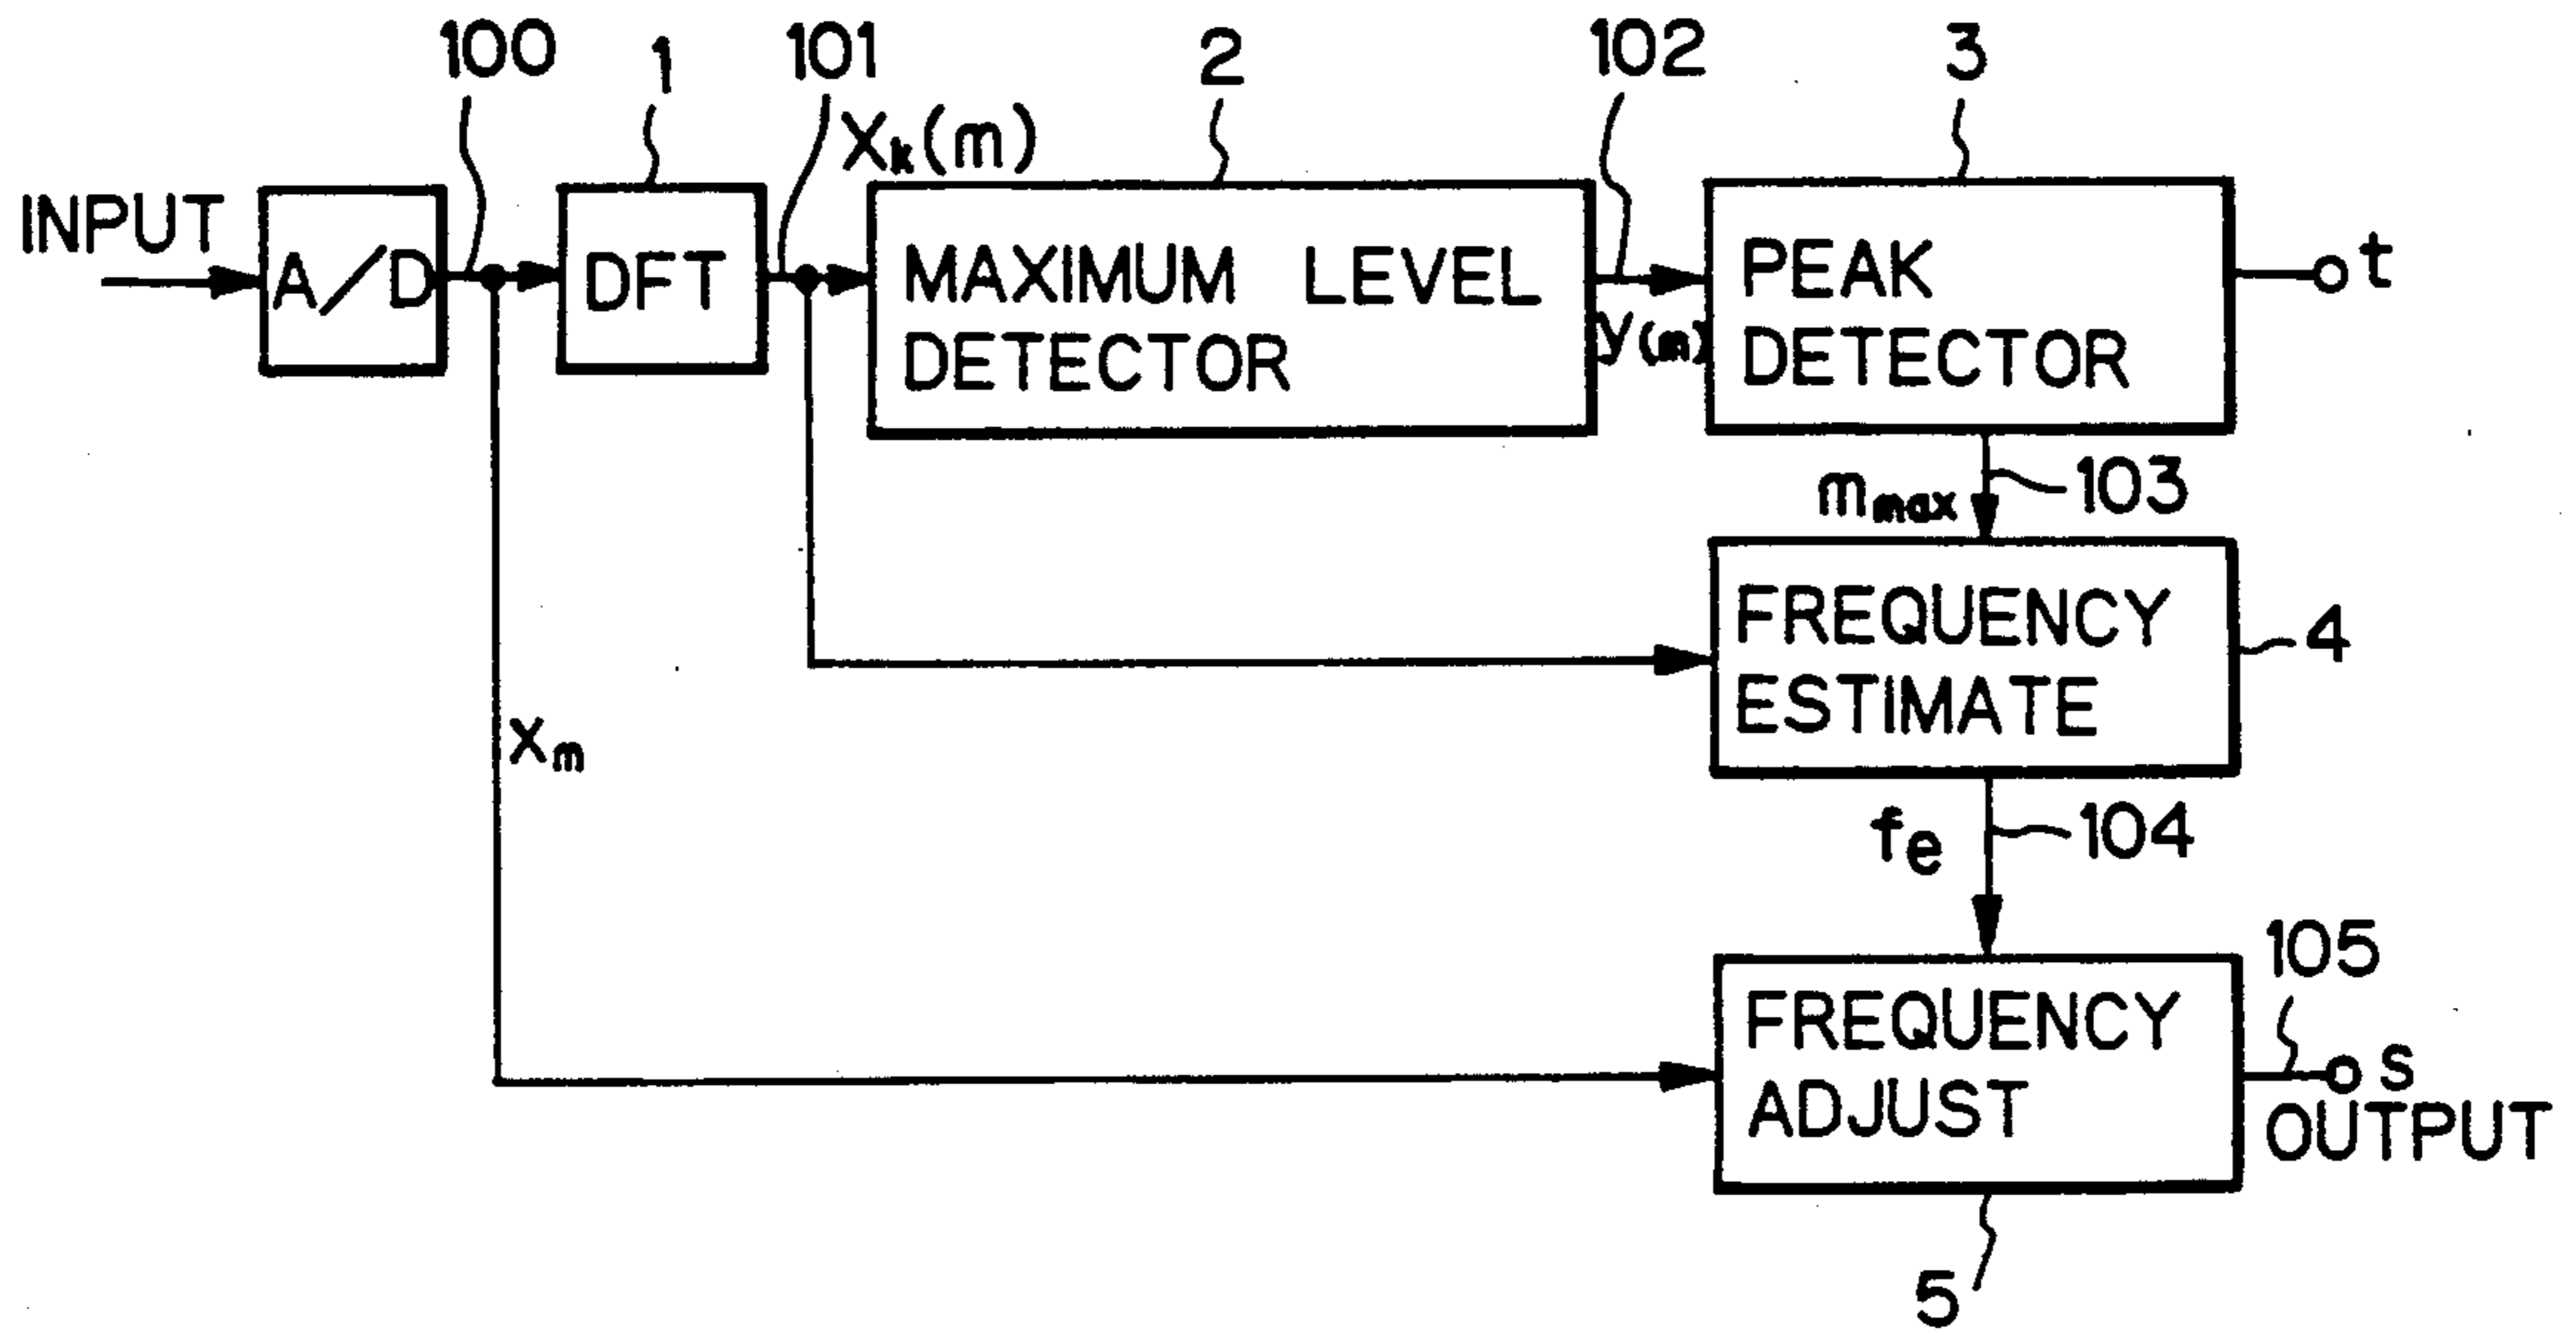 100
1
101
2
102
3
Xk(m)
INPUT
A/D
DFT
MAXIMUM LEVEL
DETECTOR
y(m)
PEAK
DETECTOR
t
mmax
103
FREQUENCY
ESTIMATE
4
xm
fe
104
105
FREQUENCY
ADJUST
s
OUTPUT
5